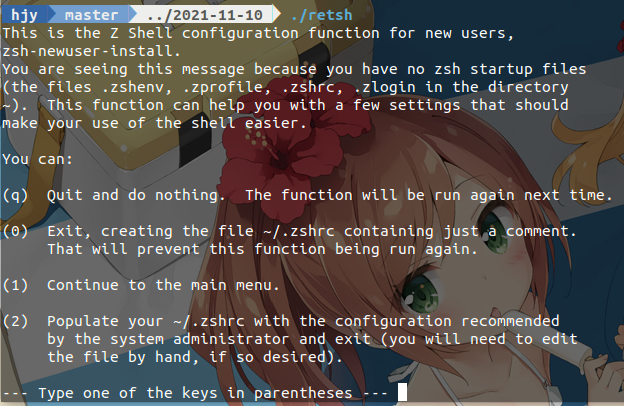 hjy master ../2021-11-10 ./retsh
This is the Z Shell configuration function for new users,
zsh-newuser-install.
You are seeing this message because you have no zsh startup files
(the files .zshenv, .zprofile, .zshrc, .zlogin in the directory
~).  This function can help you with a few settings that should
make your use of the shell easier.
You can:
(q)  Quit and do nothing.  The function will be run again next time.
(0)  Exit, creating the file ~/.zshrc containing just a comment.
That will prevent this function being run again.
(1)  Continue to the main menu.
(2)  Populate your ~/.zshrc with the configuration recommended
by the system administrator and exit (you will need to edit
the file by hand, if so desired).
--- Type one of the keys in parentheses ---